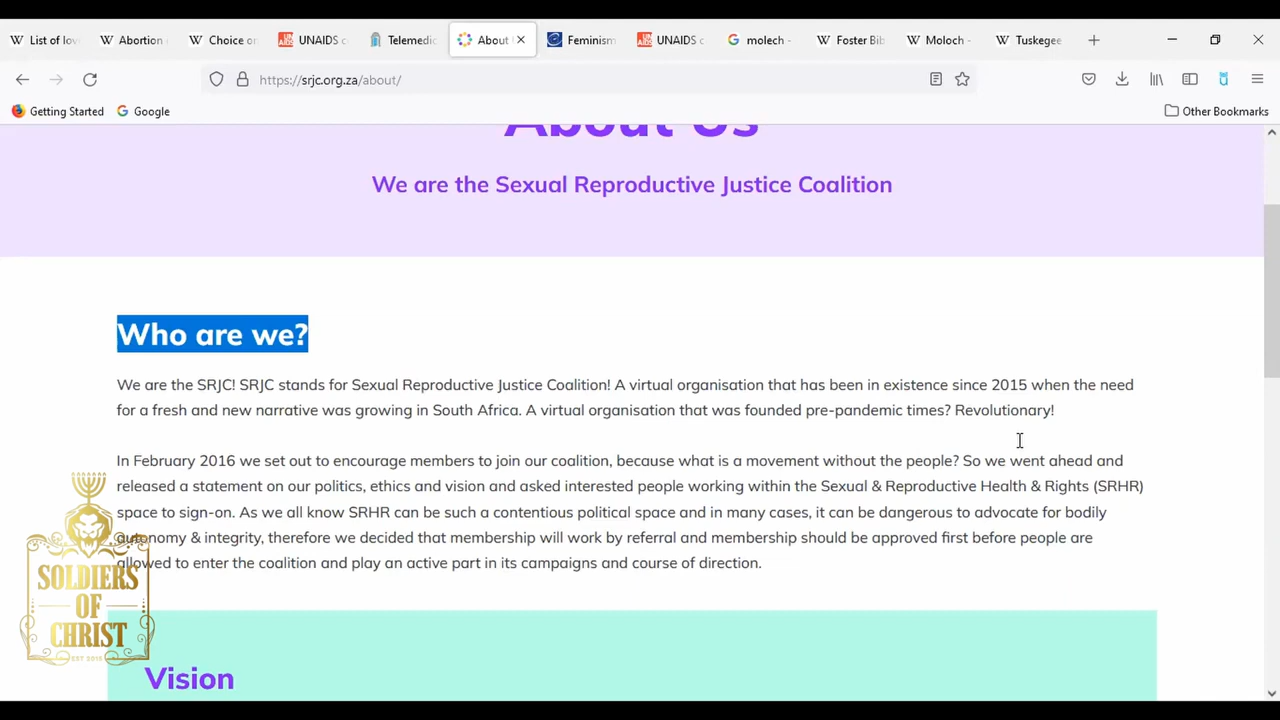 List of lov
Abortion
Choice on
UNAIDS c
Telemedic
About
Feminism
UNAIDS c
molech -
Foster Bib
Moloch -
Tuskegee
https://srjc.org.za/about/
Getting Started
Google
Other Bookmarks
About Us
We are the Sexual Reproductive Justice Coalition
Who are we?
We are the SRJC! SRJC stands for Sexual Reproductive Justice Coalition! A virtual organisation that has been in existence since 2015 when the need
for a fresh and new narrative was growing in South Africa. A virtual organisation that was founded pre-pandemic times? Revolutionary!
In February 2016 we set out to encourage members to join our coalition, because what is a movement without the people? So we went ahead and
released a statement on our politics, ethics and vision and asked interested people working within the Sexual & Reproductive Health & Rights (SRHR)
space to sign-on. As we all know SRHR can be such a contentious political space and in many cases, it can be dangerous to advocate for bodily
autonomy & integrity, therefore we decided that membership will work by referral and membership should be approved first before people are
allowed to enter the coalition and play an active part in its campaigns and course of direction.
SOLDIERS
OF
CHRIST
Vision